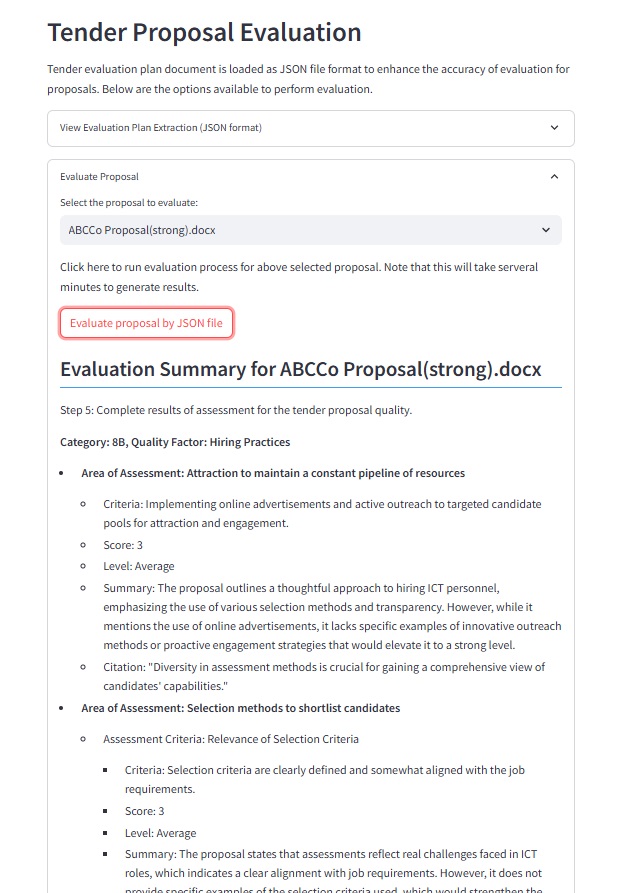 Tender Proposal Evaluation
Tender evaluation plan document is loaded as JSON file format to enhance the accuracy of evaluation for
proposals. Below are the options available to perform evaluation.
View Evaluation Plan Extraction (JSON format)
Evaluate Proposal
Select the proposal to evaluate:
ABCCo Proposal(strong).docx
Click here to run evaluation process for above selected proposal. Note that this will take serveral
minutes to generate results.
Evaluate proposal by JSON file
Evaluation Summary for ABCCo Proposal(strong).docx
Step 5: Complete results of assessment for the tender proposal quality.
Category: 8B, Quality Factor: Hiring Practices
Area of Assessment: Attraction to maintain a constant pipeline of resources
Criteria: Implementing online advertisements and active outreach to targeted candidate
pools for attraction and engagement.
Score: 3
Level: Average
Summary: The proposal outlines a thoughtful approach to hiring ICT personnel,
emphasizing the use of various selection methods and transparency. However, while it
mentions the use of online advertisements, it lacks specific examples of innovative outreach
methods or proactive engagement strategies that would elevate it to a strong level.
Citation: "Diversity in assessment methods is crucial for gaining a comprehensive view of
candidates' capabilities."
Area of Assessment: Selection methods to shortlist candidates
Assessment Criteria: Relevance of Selection Criteria
Criteria: Selection criteria are clearly defined and somewhat aligned with the job
requirements.
Score: 3
Level: Average
Summary: The proposal states that assessments reflect real challenges faced in ICT
roles, which indicates a clear alignment with job requirements. However, it does not
provide specific examples of the selection criteria used, which would strengthen the